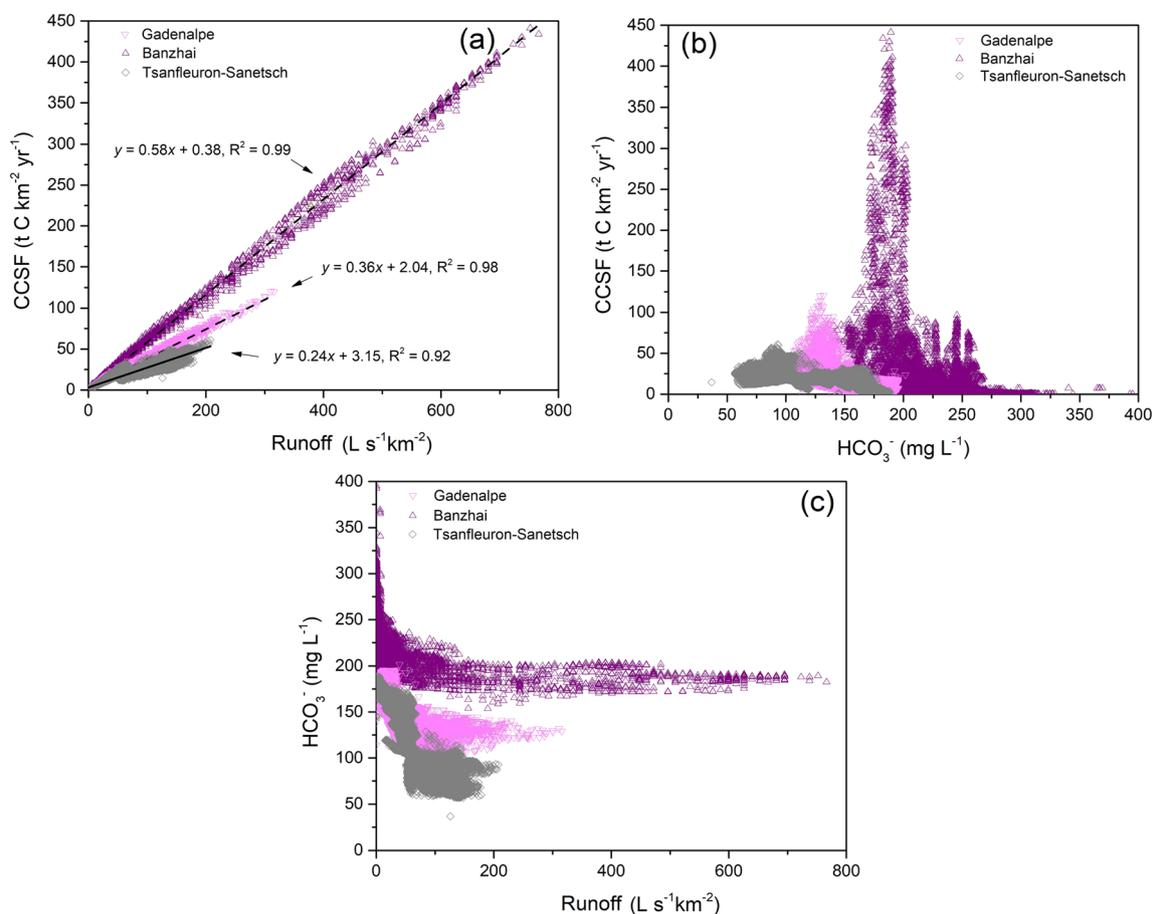 (a)
Gadenalpe
Banzhai
Tsanfleuron-Sanetsch
y = 0.58x + 0.38, R² = 0.99
y = 0.36x + 2.04, R² = 0.98
y = 0.24x + 3.15, R² = 0.92
CCSF (t C km⁻² yr⁻¹)
450
400
350
300
250
200
150
100
50
0
0 200 400 600 800
Runoff (L s⁻¹km⁻²)
(b)
Gadenalpe
Banzhai
Tsanfleuron-Sanetsch
CCSF (t C km⁻² yr⁻¹)
450
400
350
300
250
200
150
100
50
0
0 50 100 150 200 250 300 350 400
HCO₃⁻ (mg L⁻¹)
(c)
Gadenalpe
Banzhai
Tsanfleuron-Sanetsch
HCO₃⁻ (mg L⁻¹)
400
350
300
250
200
150
100
50
0
0 200 400 600 800
Runoff (L s⁻¹km⁻²)